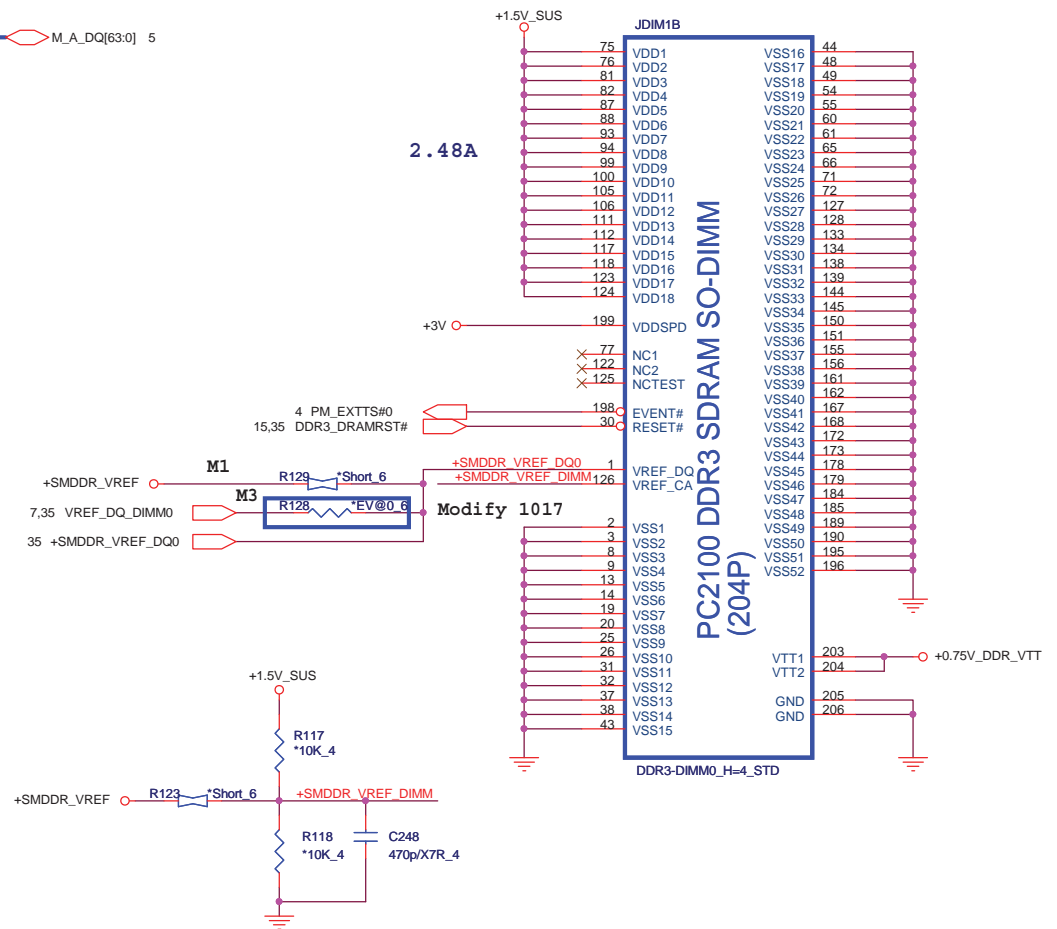 M_A_DQ[63:0] 5
+1.5V_SUS
JDIM1B
2.48A
75 VDD1
76 VDD2
81 VDD3
82 VDD4
87 VDD5
88 VDD6
93 VDD7
94 VDD8
99 VDD9
100 VDD10
105 VDD11
106 VDD12
111 VDD13
112 VDD14
117 VDD15
118 VDD16
123 VDD17
124 VDD18
+3V 199 VDDSPD
77 NC1
122 NC2
125 NCTEST
4 PM_EXTTS#0 198 EVENT#
15,35 DDR3_DRAMRST# 30 RESET#
+SMDDR_VREF_DQ0 1 VREF_DQ
+SMDDR_VREF_DIMM 126 VREF_CA
M1
+SMDDR_VREF R129 *Short_6
M3
7,35 VREF_DQ_DIMM0 R128 *EV@0_6
Modify 1017
35 +SMDDR_VREF_DQ0
2 VSS1
3 VSS2
8 VSS3
9 VSS4
13 VSS5
14 VSS6
19 VSS7
20 VSS8
25 VSS9
26 VSS10
31 VSS11
32 VSS12
37 VSS13
38 VSS14
43 VSS15
PC2100 DDR3 SDRAM SO-DIMM
(204P)
VSS16 44
VSS17 48
VSS18 49
VSS19 54
VSS20 55
VSS21 60
VSS22 61
VSS23 65
VSS24 66
VSS25 71
VSS26 72
VSS27 127
VSS28 128
VSS29 133
VSS30 134
VSS31 138
VSS32 139
VSS33 144
VSS34 145
VSS35 150
VSS36 151
VSS37 155
VSS38 156
VSS39 161
VSS40 162
VSS41 167
VSS42 168
VSS43 172
VSS44 173
VSS45 178
VSS46 179
VSS47 184
VSS48 185
VSS49 189
VSS50 190
VSS51 195
VSS52 196
VTT1 203
VTT2 204
+0.75V_DDR_VTT
GND 205
GND 206
DDR3-DIMM0_H=4_STD
+1.5V_SUS
R117
*10K_4
+SMDDR_VREF R123 *Short_6 +SMDDR_VREF_DIMM
R118
*10K_4
C248
470p/X7R_4